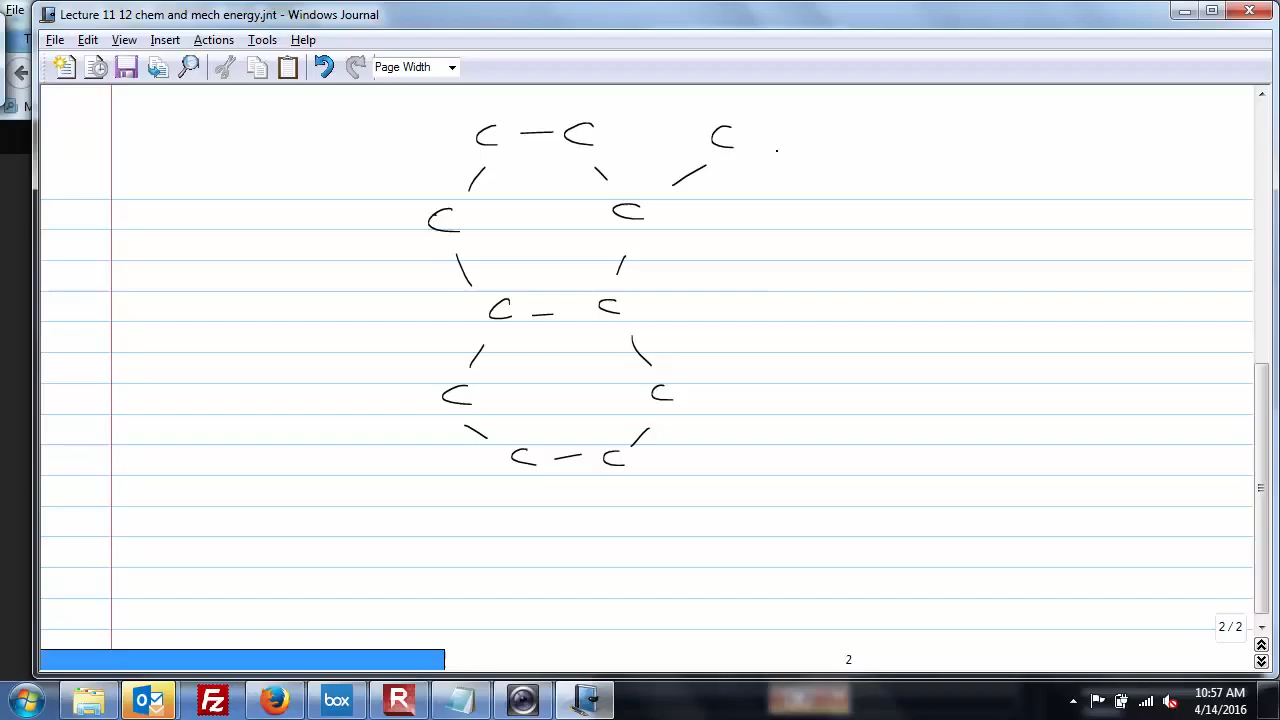 File
Lecture 11 12 chem and mech energy.jnt - Windows Journal
File Edit View Insert Actions Tools Help
Page Width
C — C C .
C C
C — C
C C
C — C
2 / 2
2
box
R
10:57 AM
4/14/2016